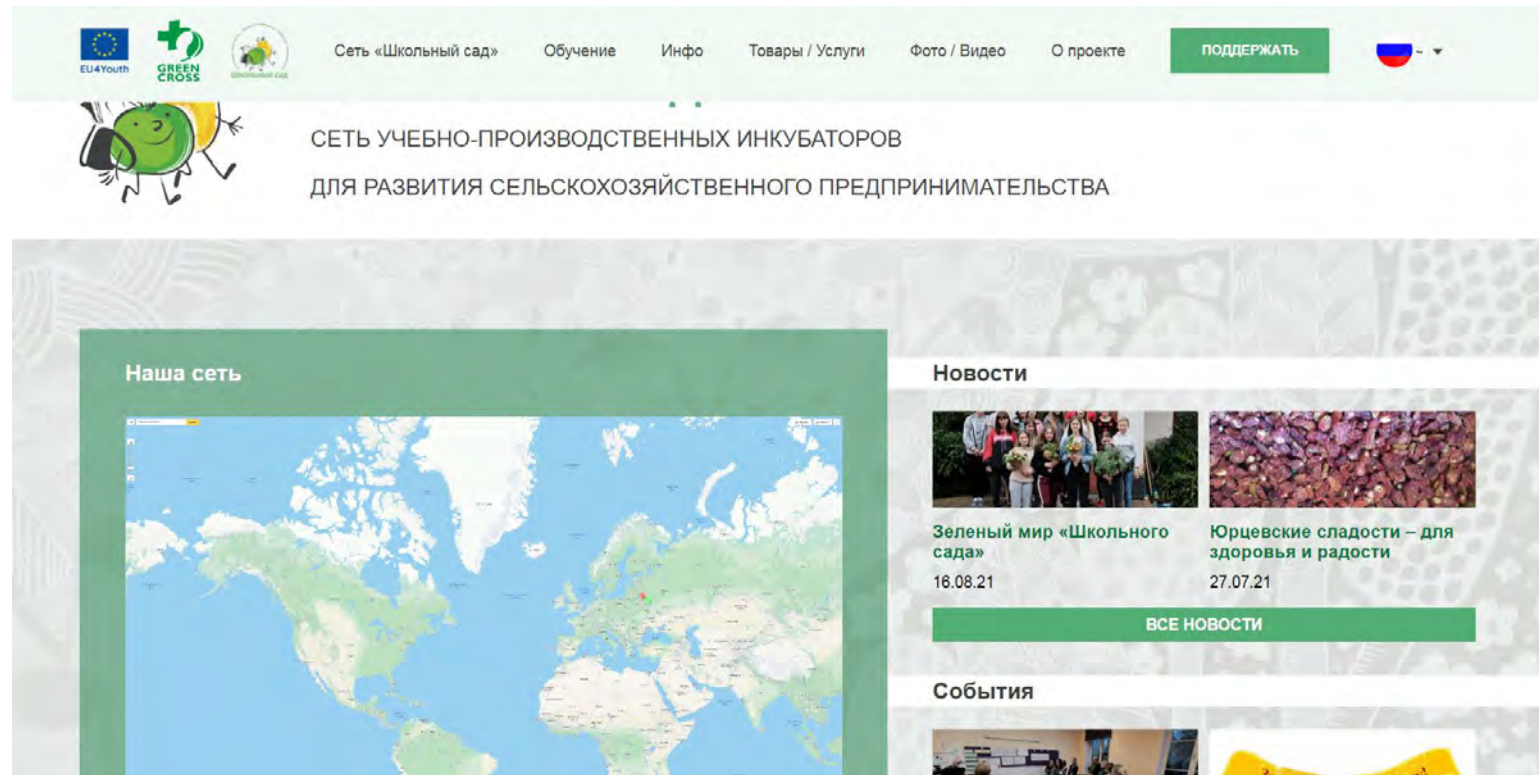 EU4Youth
GREEN
CROSS
Школьный сад
Сеть «Школьный сад»
Обучение
Инфо
Товары / Услуги
Фото / Видео
О проекте
ПОДДЕРЖАТЬ
СЕТЬ УЧЕБНО-ПРОИЗВОДСТВЕННЫХ ИНКУБАТОРОВ
ДЛЯ РАЗВИТИЯ СЕЛЬСКОХОЗЯЙСТВЕННОГО ПРЕДПРИНИМАТЕЛЬСТВА
Наша сеть
Новости
Зеленый мир «Школьного
сада»
16.08.21
Юрцевские сладости – для
здоровья и радости
27.07.21
ВСЕ НОВОСТИ
События